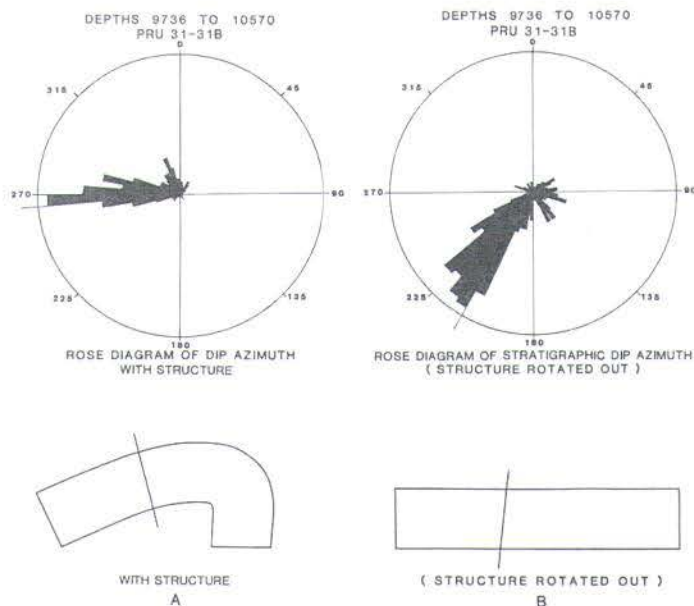 DEPTHS 9736 TO 10570
PRU 31-31B
0
45
90
135
180
225
270
315
ROSE DIAGRAM OF DIP AZIMUTH
WITH STRUCTURE
DEPTHS 9736 TO 10570
PRU 31-31B
0
45
90
135
180
225
270
315
ROSE DIAGRAM OF STRATIGRAPHIC DIP AZIMUTH
( STRUCTURE ROTATED OUT )
WITH STRUCTURE
A
( STRUCTURE ROTATED OUT )
B